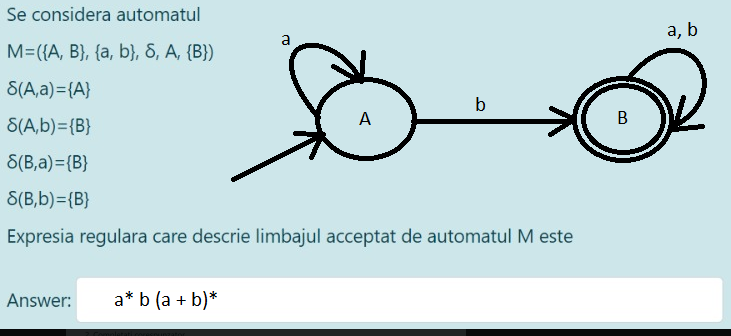 Se considera automatul
M=({A, B}, {a, b}, δ, A, {B})
δ(A,a)={A}
δ(A,b)={B}
δ(B,a)={B}
δ(B,b)={B}
a
A
b
B
a, b
Expresia regulara care descrie limbajul acceptat de automatul M este
Answer: a* b (a + b)*